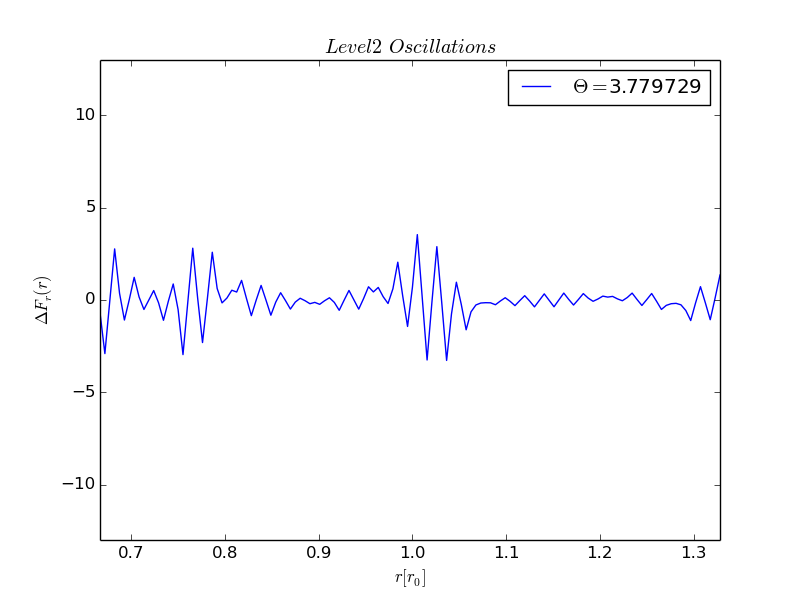 Level2 Oscillations
Θ = 3.779729
10
5
0
−5
−10
ΔF_r(r)
0.7 0.8 0.9 1.0 1.1 1.2 1.3
r[r_0]